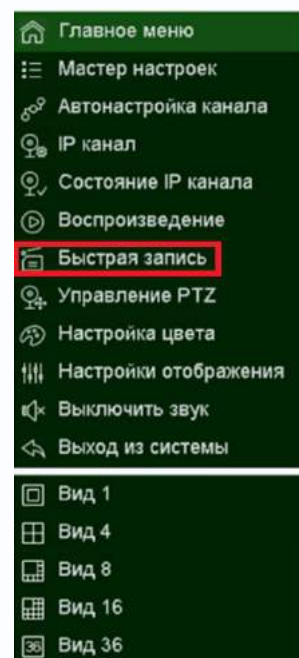 Главное меню
Мастер настроек
Автонастройка канала
IP канал
Состояние IP канала
Воспроизведение
Быстрая запись
Управление PTZ
Настройка цвета
Настройки отображения
Выключить звук
Выход из системы
Вид 1
Вид 4
Вид 8
Вид 16
36 Вид 36